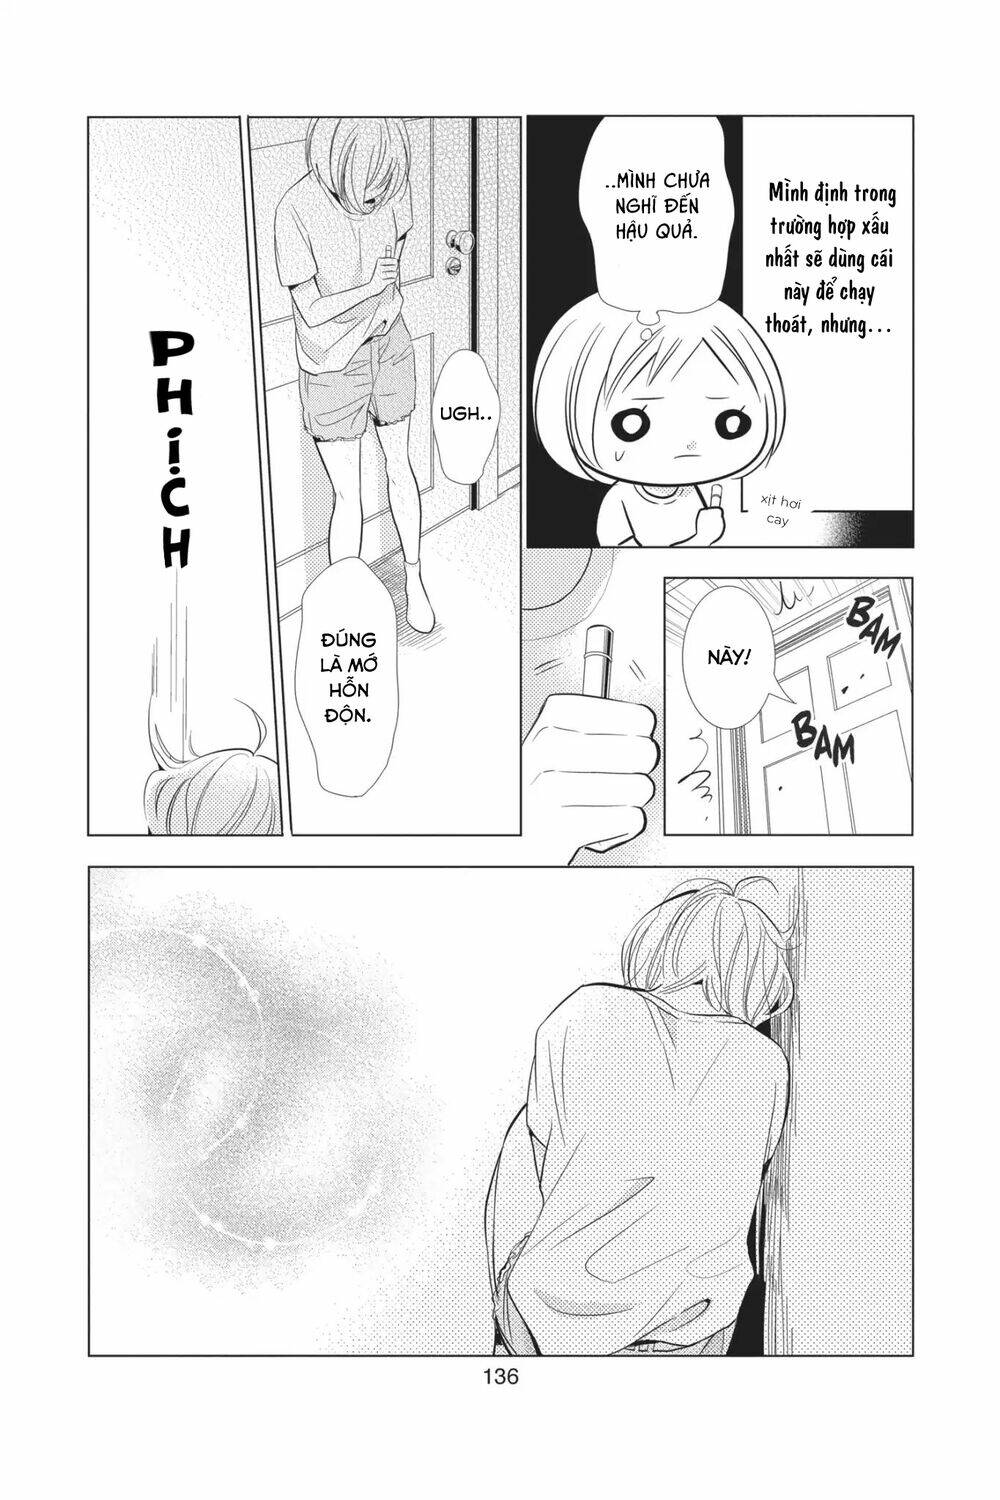 Mình định trong
trường hợp xấu
nhất sẽ dùng cái
này để chạy
thoát, nhưng...
..MÌNH CHƯA
NGHĨ ĐẾN
HẬU QUẢ.
xịt hơi
cay
BAM
NÀY!
BAM
UGH..
ĐÚNG
LÀ MỚ
HỖN
ĐỘN.
PHỊCH
136